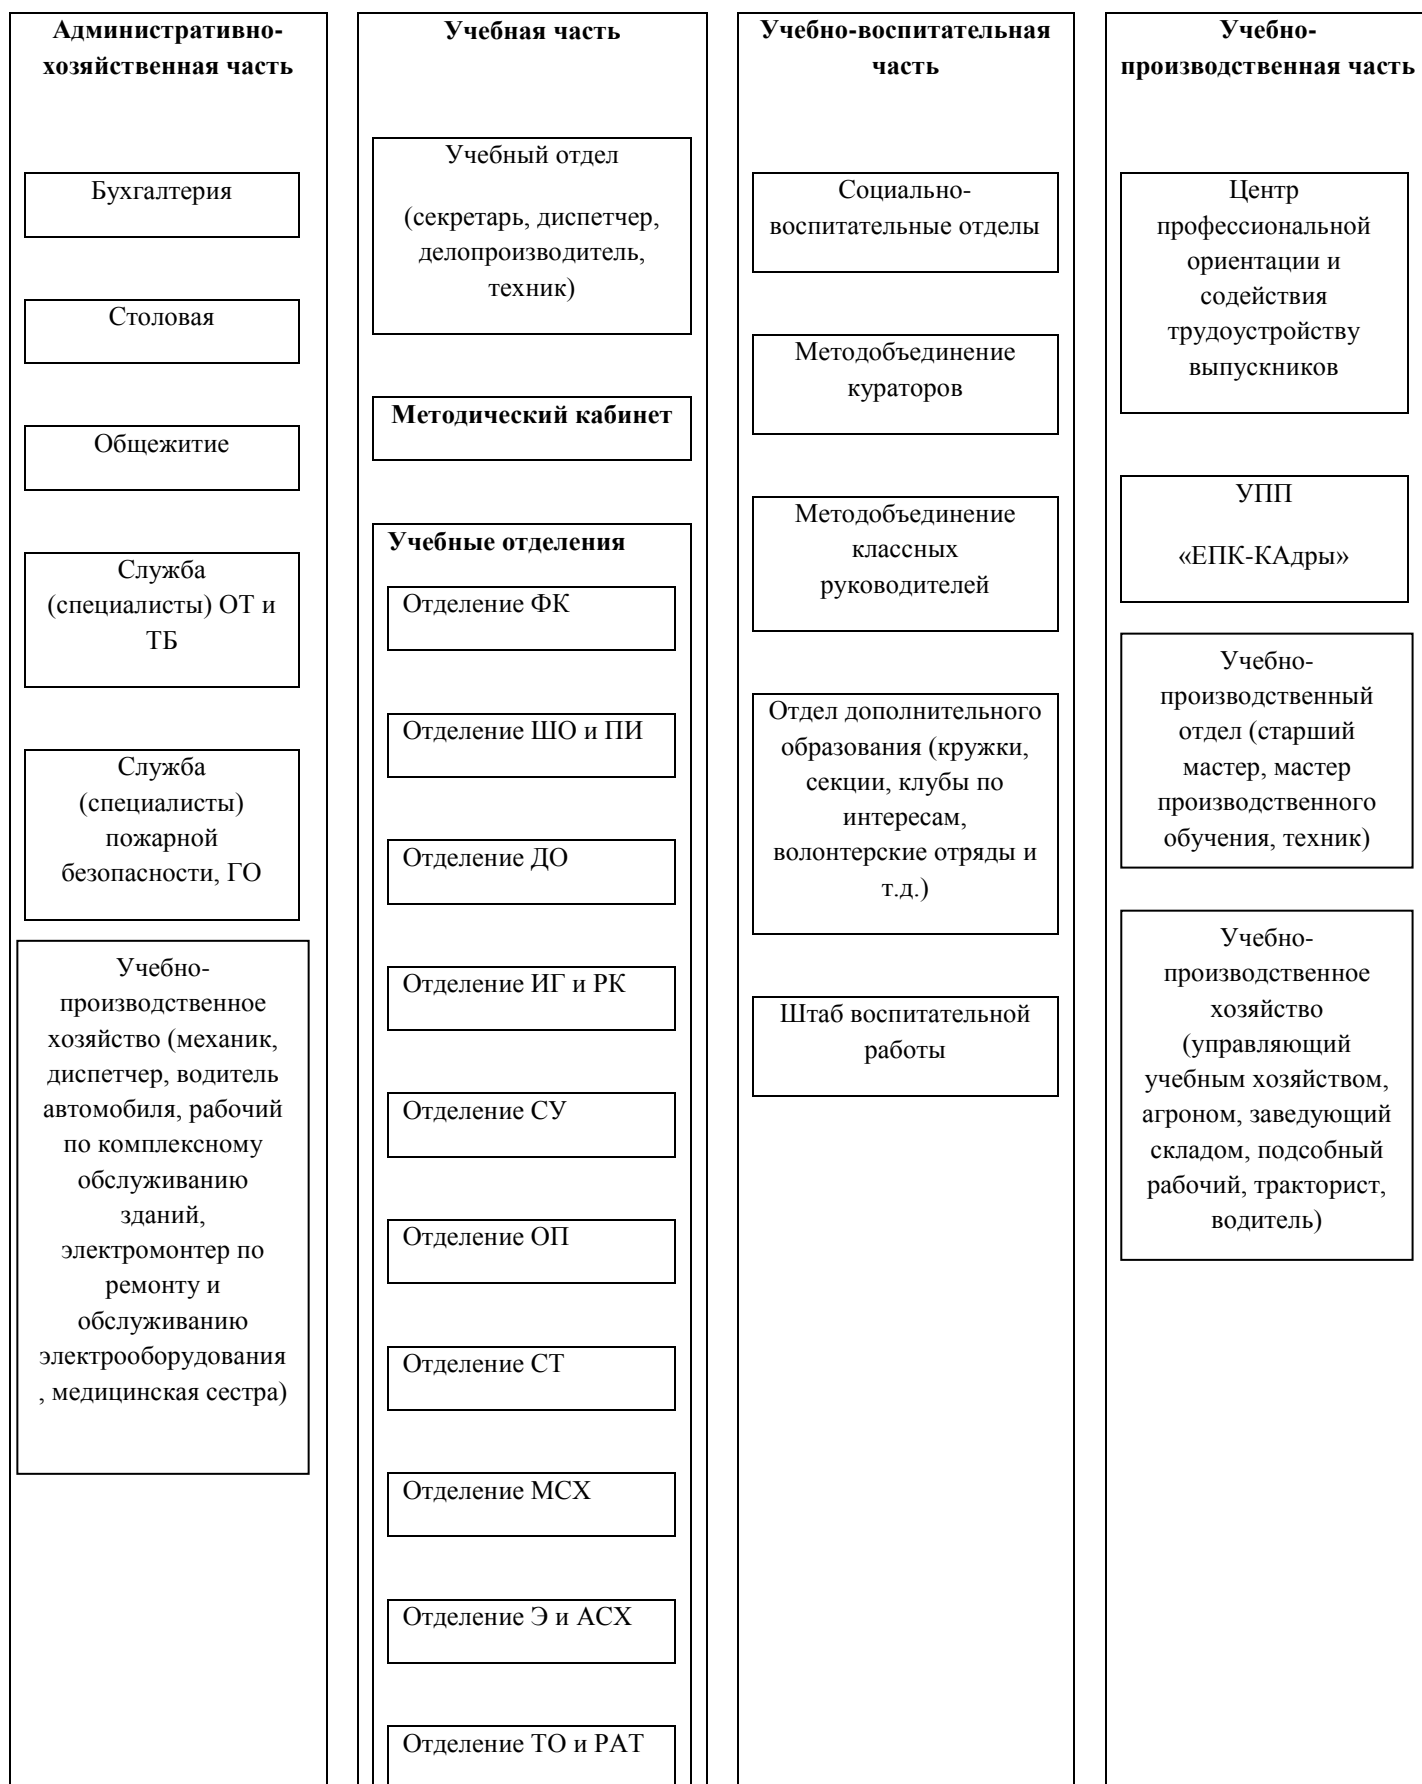 Административно-
хозяйственная часть
Бухгалтерия
Столовая
Общежитие
Служба
(специалисты) ОТ и
ТБ
Служба
(специалисты)
пожарной
безопасности, ГО
Учебно-
производственное
хозяйство (механик,
диспетчер, водитель
автомобиля, рабочий
по комплексному
обслуживанию
зданий,
электромонтер по
ремонту и
обслуживанию
электрооборудования
, медицинская сестра)
Учебная часть
Учебный отдел
(секретарь, диспетчер,
делопроизводитель,
техник)
Методический кабинет
Учебные отделения
Отделение ФК
Отделение ШО и ПИ
Отделение ДО
Отделение ИГ и РК
Отделение СУ
Отделение ОП
Отделение СТ
Отделение МСХ
Отделение Э и АСХ
Отделение ТО и РАТ
Учебно-воспитательная
часть
Социально-
воспитательные отделы
Методобъединение
кураторов
Методобъединение
классных
руководителей
Отдел дополнительного
образования (кружки,
секции, клубы по
интересам,
волонтерские отряды и
т.д.)
Штаб воспитательной
работы
Учебно-
производственная часть
Центр
профессиональной
ориентации и
содействия
трудоустройству
выпускников
УПП
«ЕПК-КАдры»
Учебно-
производственный
отдел (старший
мастер, мастер
производственного
обучения, техник)
Учебно-
производственное
хозяйство
(управляющий
учебным хозяйством,
агроном, заведующий
складом, подсобный
рабочий, тракторист,
водитель)